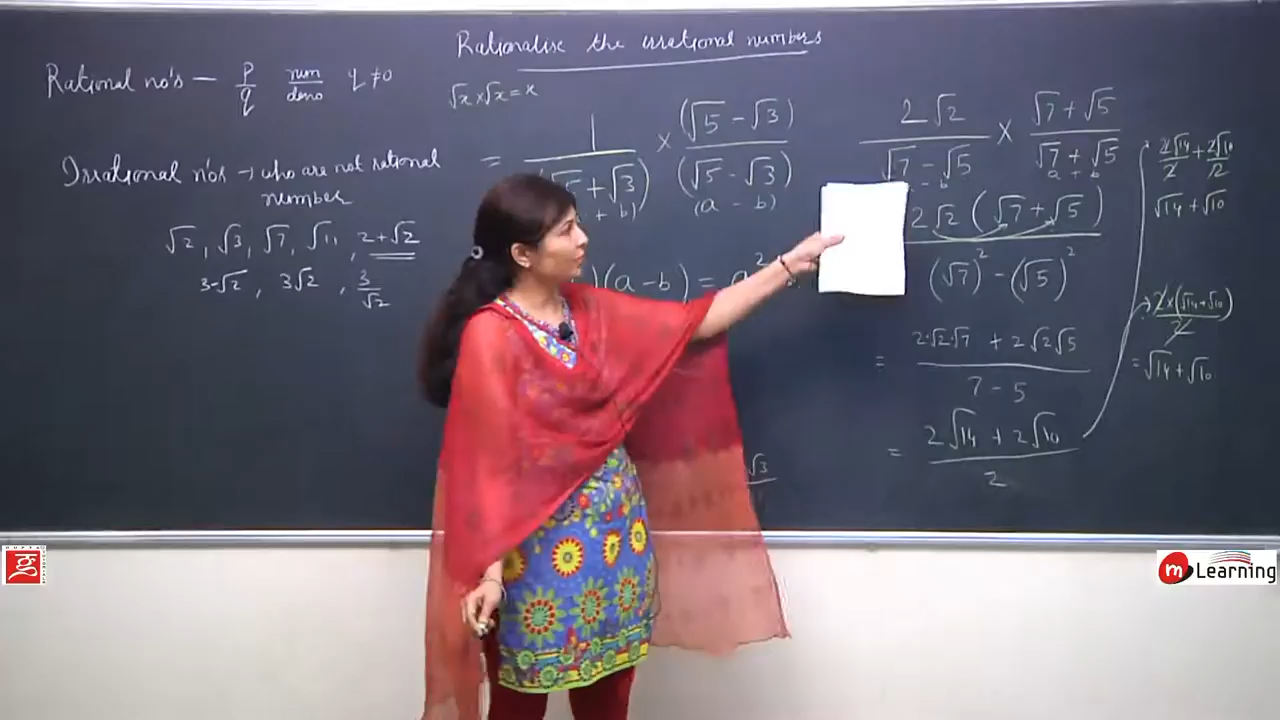 Rationalise the irrational numbers
Rational no's — p/q num/deno q ≠ 0
√x × √x = x
Irrational no's → who are not rational
number
√2, √3, √7, √11, 2+√2
3-√2, 3√2, 3/√2
= 1/(√5+√3) × (√5-√3)/(√5-√3)
+ b) (a - b)
)(a-b) = a²
√3
2√2/(√7-√5) × (√7+√5)/(√7+√5)
- b a + b
2√2 (√7+√5)/((√7)² - (√5)²)
= (2·√2·√7 + 2√2√5)/(7-5)
= (2√14 + 2√10)/2
2√14/2 + 2√10/2
√14 + √10
→ 2×(√14+√10)/2
= √14 + √10
m Learning